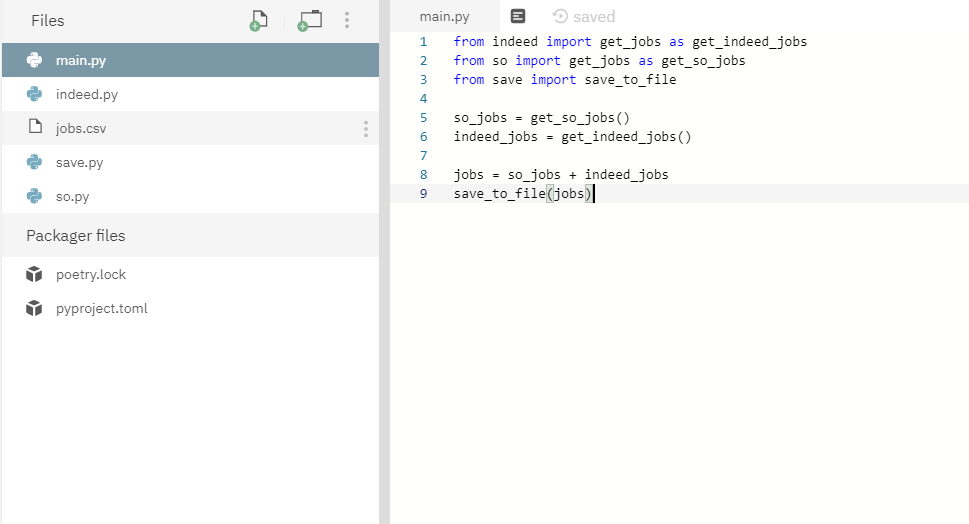 Files
main.py
indeed.py
jobs.csv
save.py
so.py
Packager files
poetry.lock
pyproject.toml
main.py saved
1 from indeed import get_jobs as get_indeed_jobs
2 from so import get_jobs as get_so_jobs
3 from save import save_to_file
4
5 so_jobs = get_so_jobs()
6 indeed_jobs = get_indeed_jobs()
7
8 jobs = so_jobs + indeed_jobs
9 save_to_file(jobs)